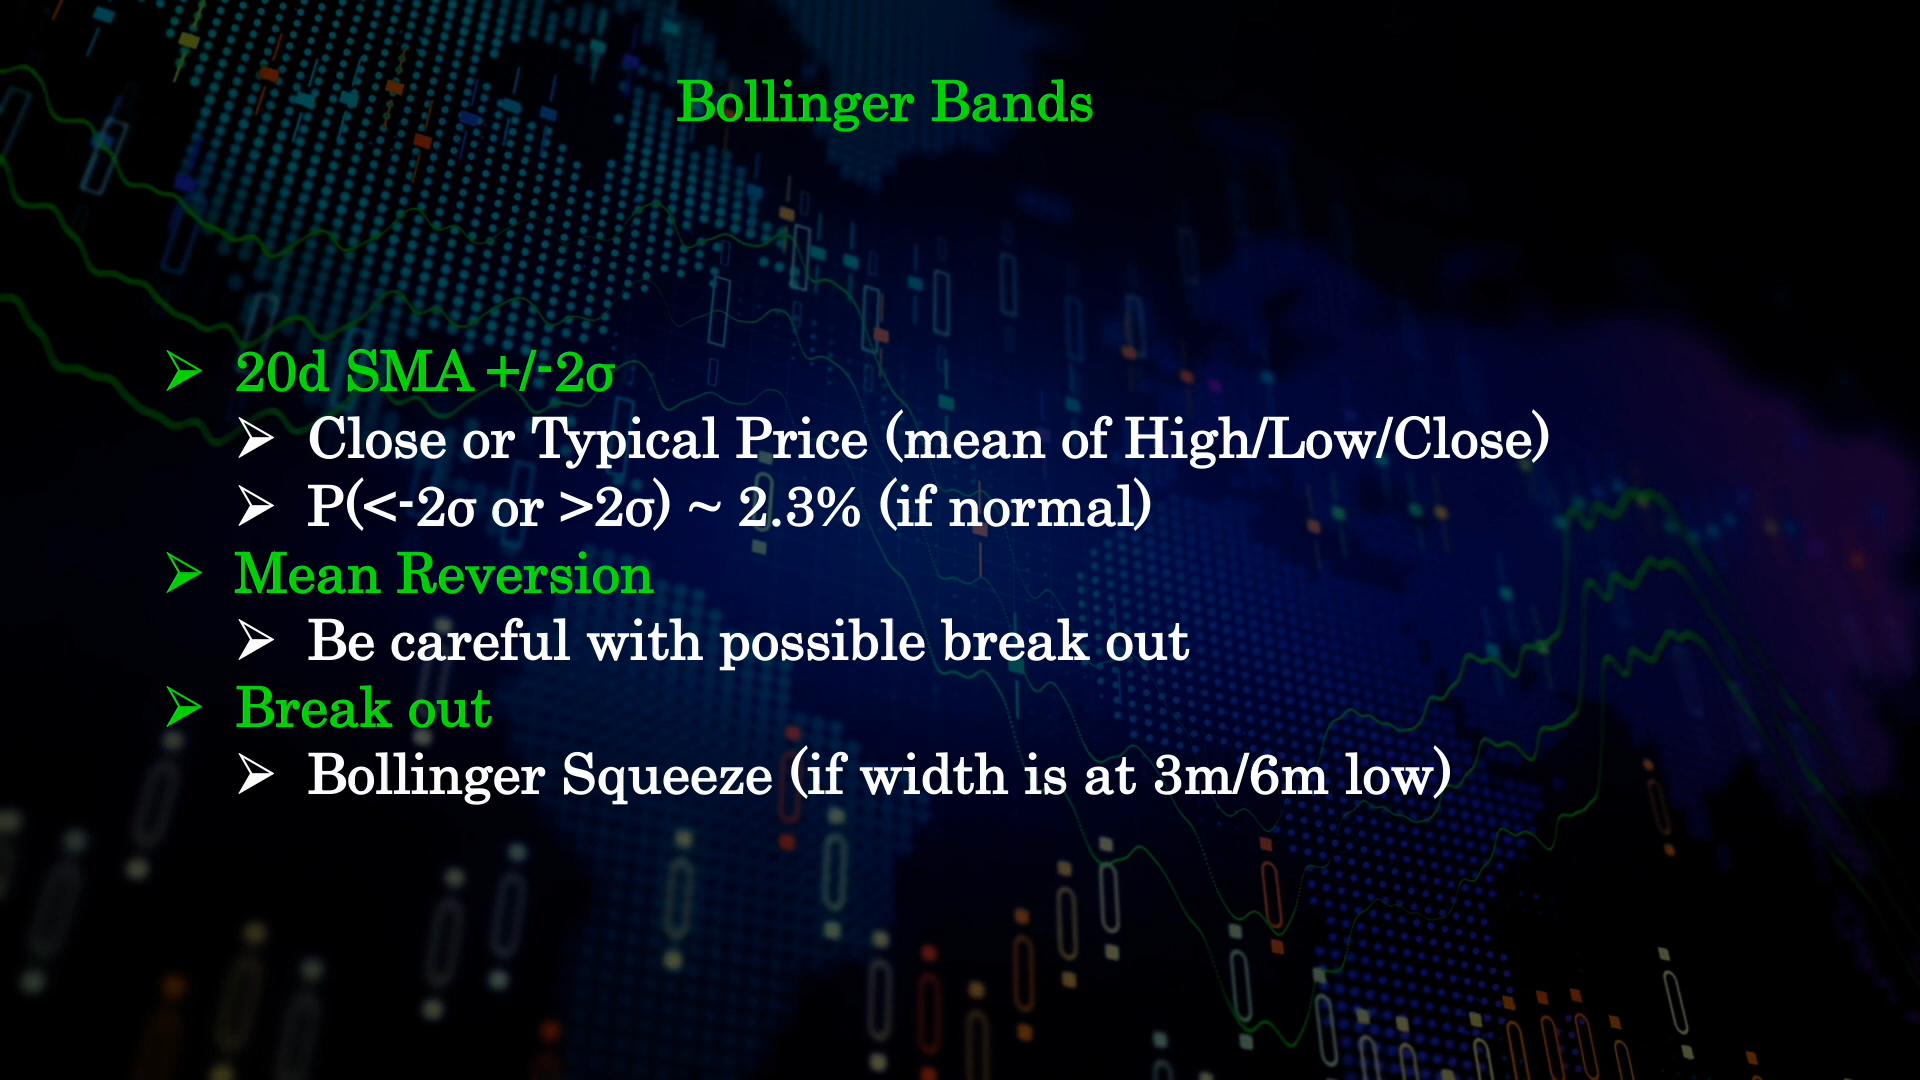 Bollinger Bands
➢ 20d SMA +/-2σ
➢ Close or Typical Price (mean of High/Low/Close)
➢ P(<-2σ or >2σ) ~ 2.3% (if normal)
➢ Mean Reversion
➢ Be careful with possible break out
➢ Break out
➢ Bollinger Squeeze (if width is at 3m/6m low)